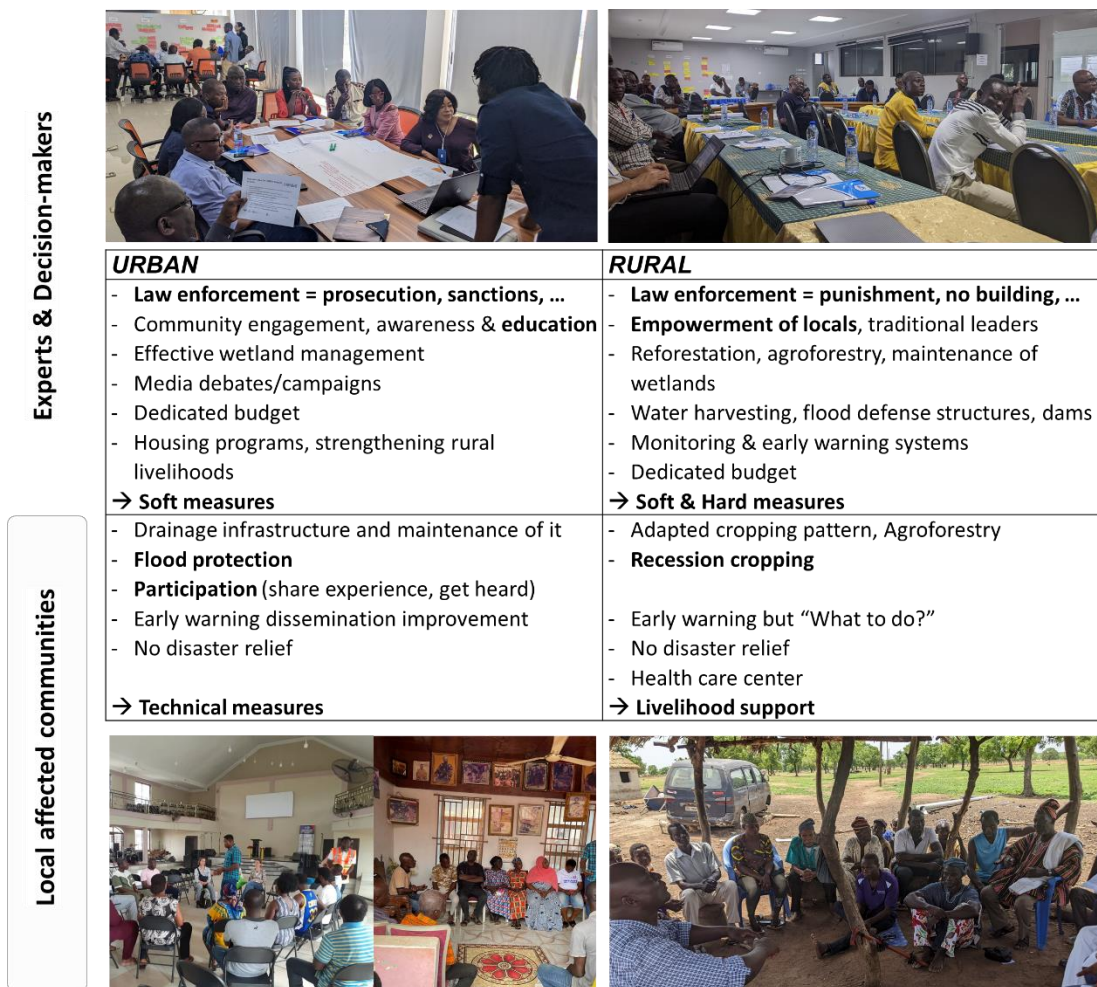 Experts & Decision-makers
URBAN
- Law enforcement = prosecution, sanctions, …
- Community engagement, awareness & education
- Effective wetland management
- Media debates/campaigns
- Dedicated budget
- Housing programs, strengthening rural
livelihoods
→ Soft measures
RURAL
- Law enforcement = punishment, no building, …
- Empowerment of locals, traditional leaders
- Reforestation, agroforestry, maintenance of
wetlands
- Water harvesting, flood defense structures, dams
- Monitoring & early warning systems
- Dedicated budget
→ Soft & Hard measures
Local affected communities
- Drainage infrastructure and maintenance of it
- Flood protection
- Participation (share experience, get heard)
- Early warning dissemination improvement
- No disaster relief
→ Technical measures
- Adapted cropping pattern, Agroforestry
- Recession cropping
- Early warning but “What to do?”
- No disaster relief
- Health care center
→ Livelihood support